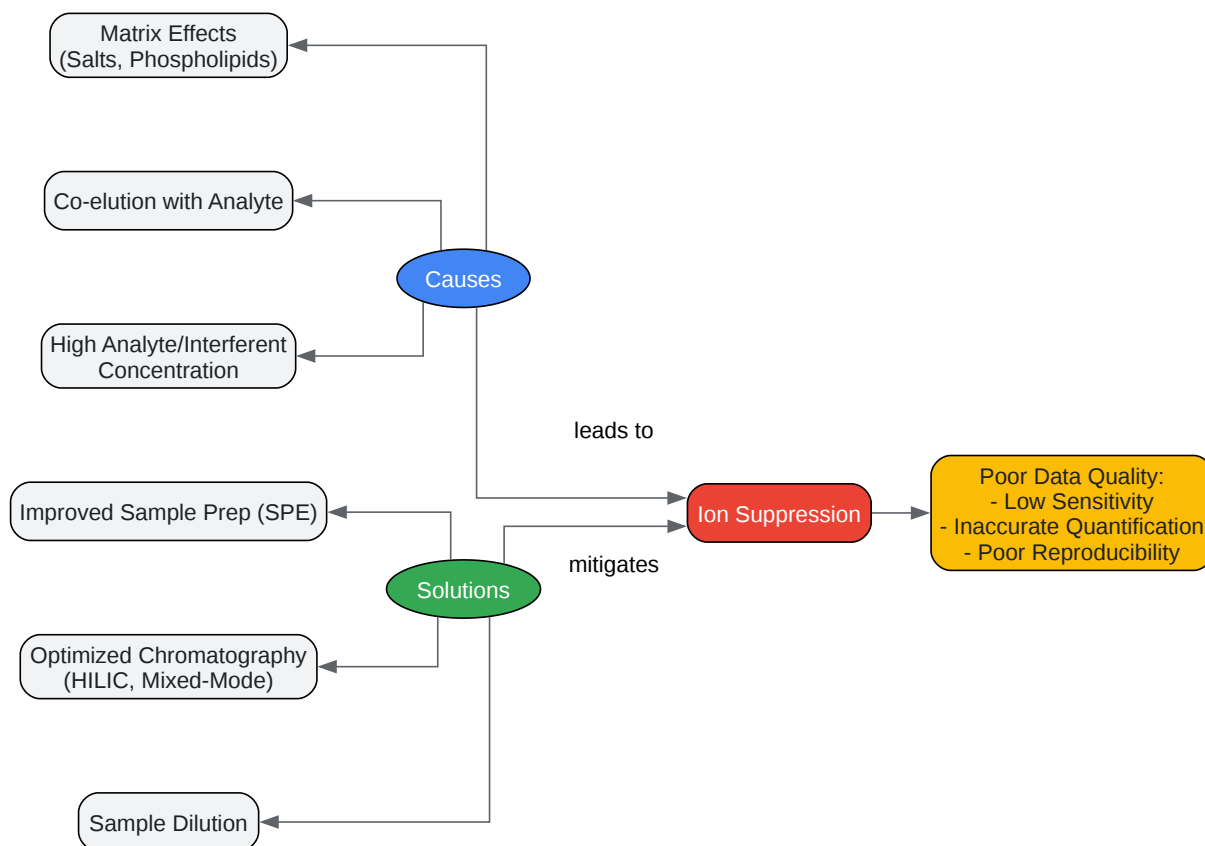 Matrix Effects
(Salts, Phospholipids)
Co-elution with Analyte
Causes
High Analyte/Interferent
Concentration
leads to
Improved Sample Prep (SPE)
Ion Suppression
Poor Data Quality:
- Low Sensitivity
- Inaccurate Quantification
- Poor Reproducibility
mitigates
Solutions
Optimized Chromatography
(HILIC, Mixed-Mode)
Sample Dilution